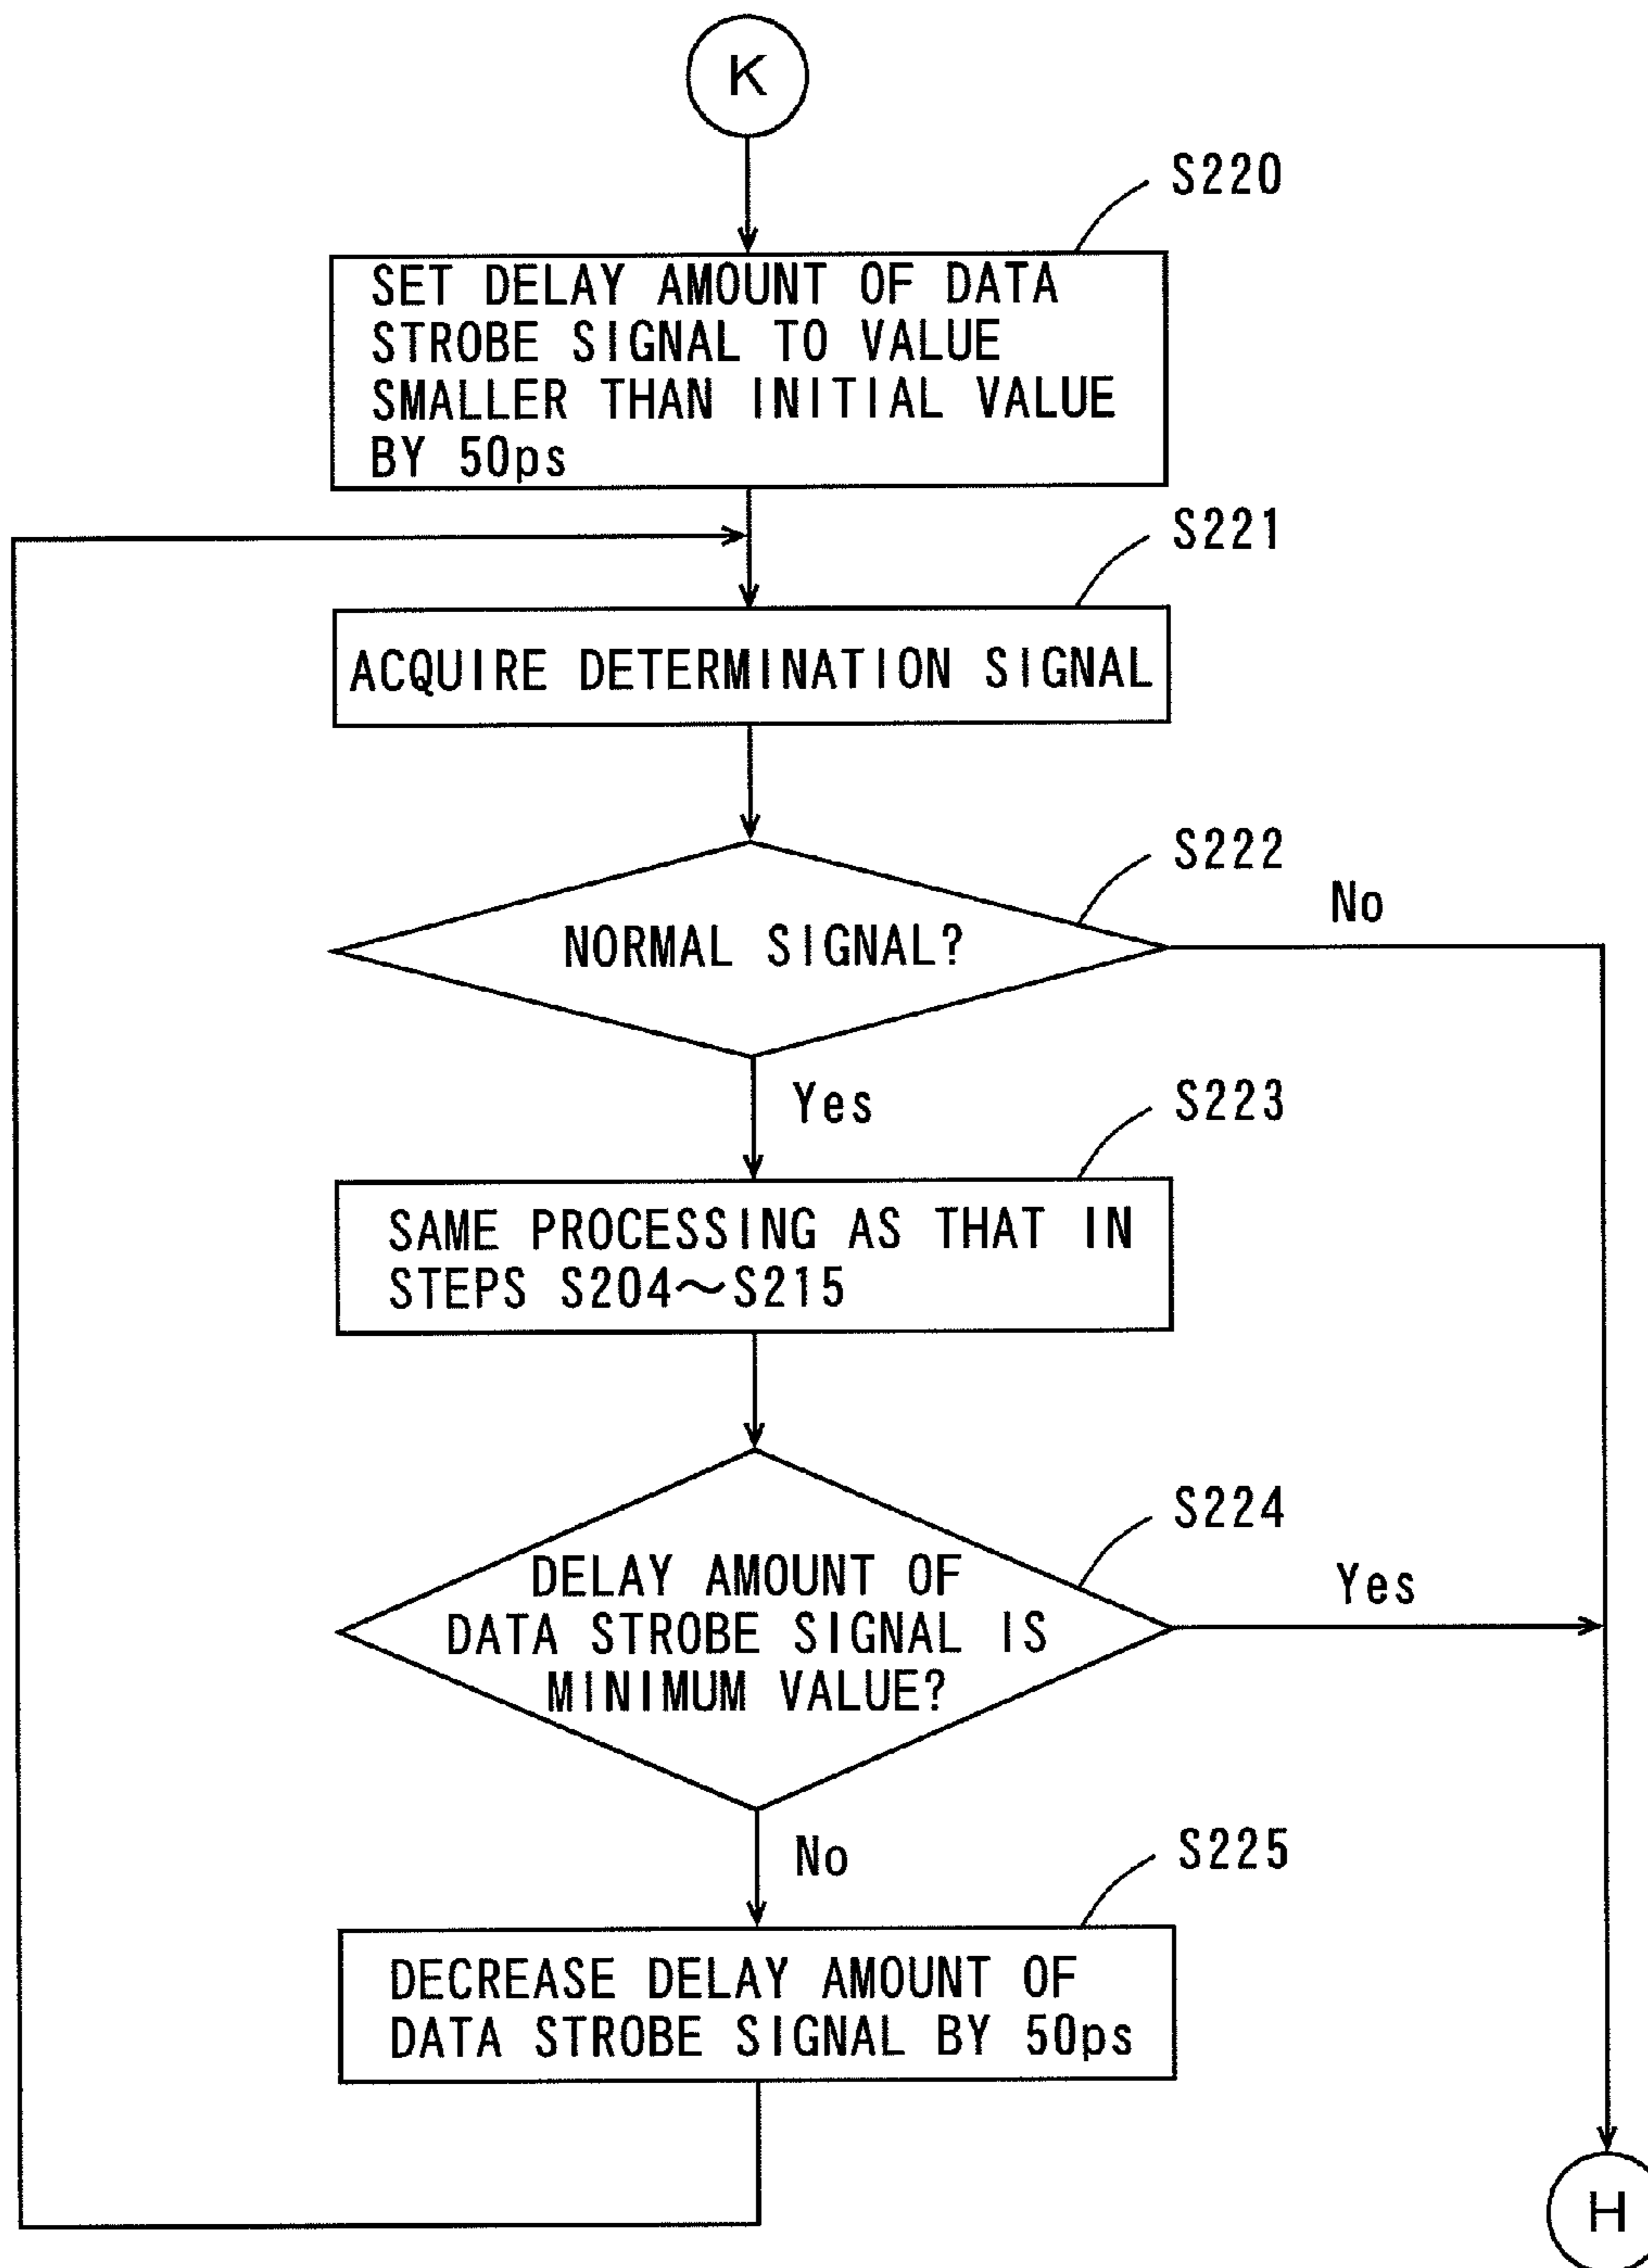 K
S220
SET DELAY AMOUNT OF DATA
STROBE SIGNAL TO VALUE
SMALLER THAN INITIAL VALUE
BY 50ps
S221
ACQUIRE DETERMINATION SIGNAL
S222
No
NORMAL SIGNAL?
Yes
S223
SAME PROCESSING AS THAT IN
STEPS S204～S215
S224
DELAY AMOUNT OF
DATA STROBE SIGNAL IS
MINIMUM VALUE?
Yes
No
S225
DECREASE DELAY AMOUNT OF
DATA STROBE SIGNAL BY 50ps
H